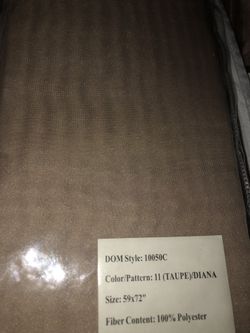 DOM Style: 10050C
Color/Pattern: 11 (TAUPE)/DIANA
Size: 59x72"
Fiber Content: 100% Polyester